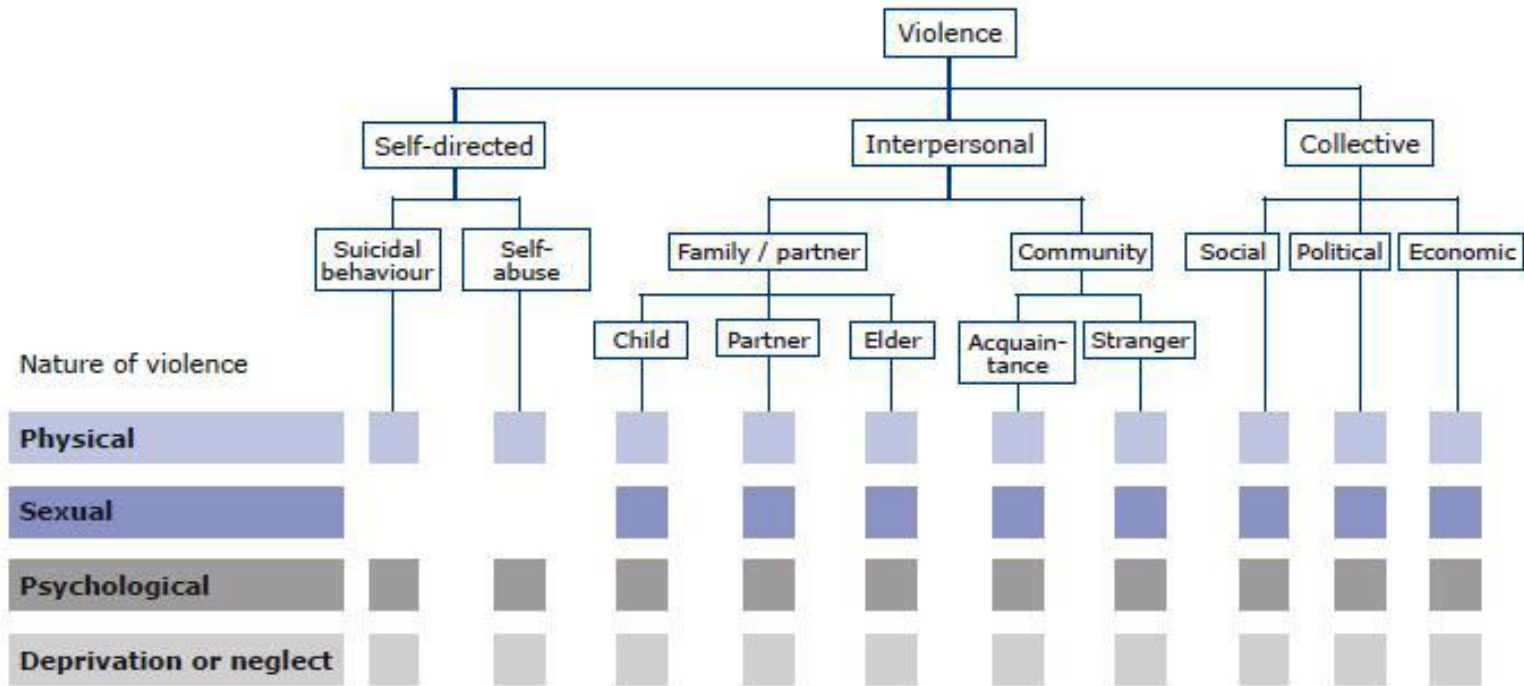 Violence
Self-directed
Interpersonal
Collective
Suicidal
behaviour
Self-
abuse
Family / partner
Community
Social
Political
Economic
Child
Partner
Elder
Acquain-
tance
Stranger
Nature of violence
Physical
Sexual
Psychological
Deprivation or neglect